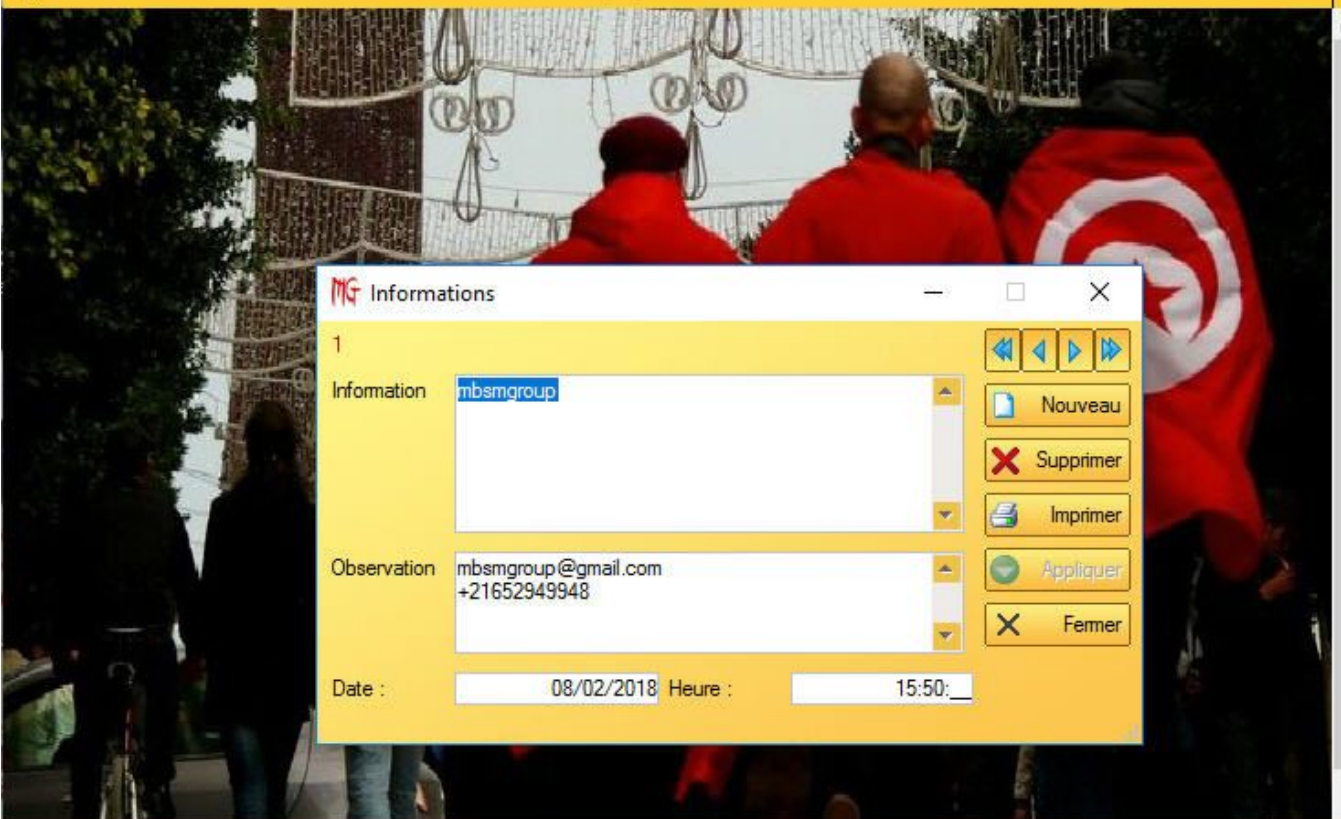 MG Informations
1
Information
mbsmgroup
Nouveau
Supprimer
Imprimer
Observation
mbsmgroup@gmail.com
+21652949948
Appliquer
Fermer
Date :
08/02/2018
Heure :
15:50:__